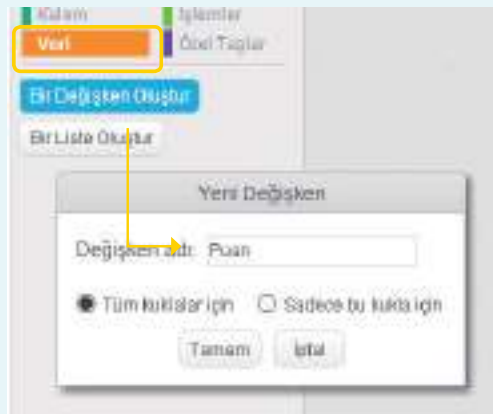 Kalem İşlemler
Veri Özel Taşlar
Bir Değişken Oluştur
Bir Liste Oluştur
Yeni Değişken
Değişken adı: Puan
Tüm kuklalar için Sadece bu kukla için
Tamam İptal